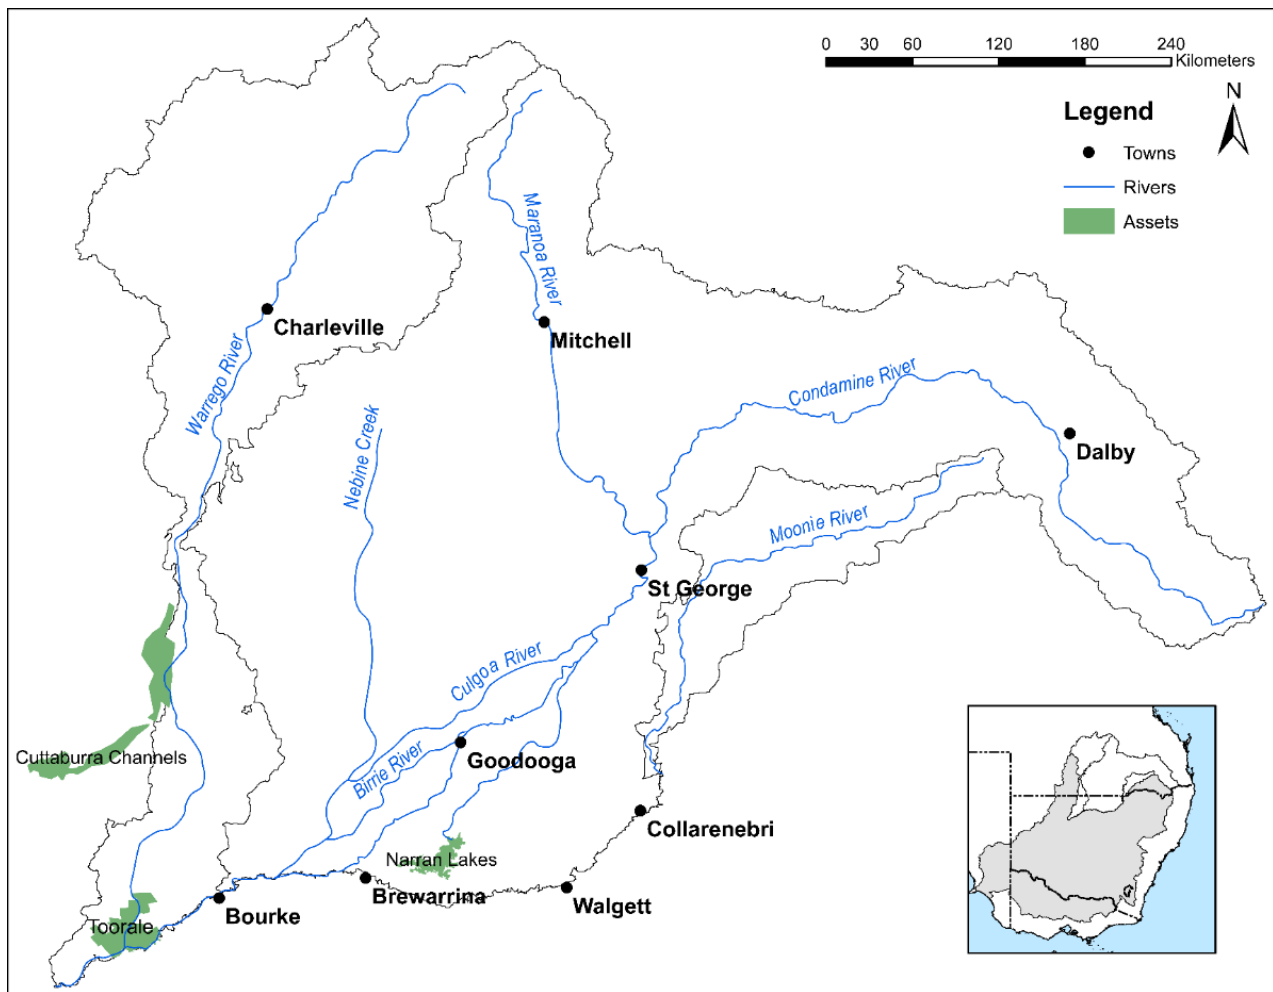 0 30 60 120 180 240
Kilometers
N
Legend
Towns
Rivers
Assets
Maranoa River
Charleville
Mitchell
Warrego River
Condamine River
Nebine Creek
Dalby
Moonie River
St George
Culgoa River
Cuttaburra Channels
Birrie River
Goodooga
Collarenebri
Narran Lakes
Brewarrina
Walgett
Bourke
Toorale